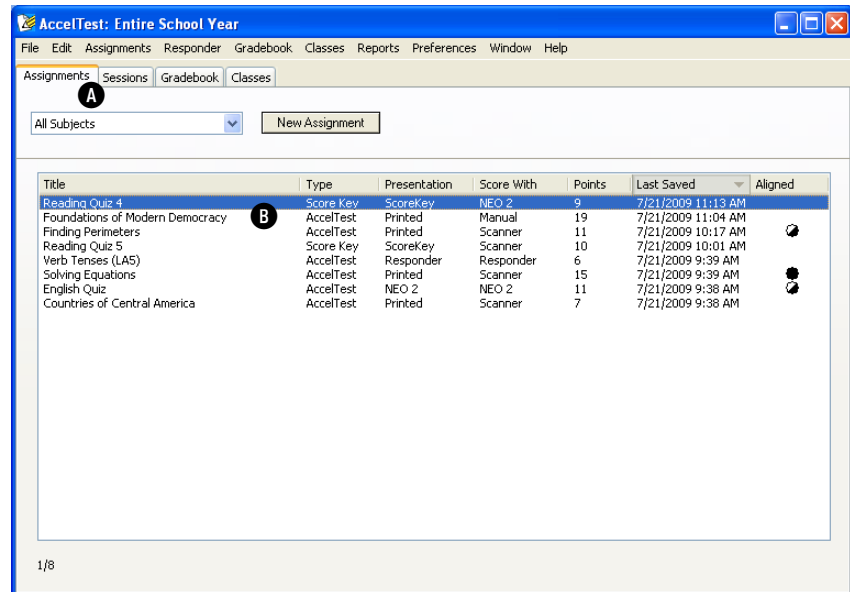 AccelTest: Entire School Year
File Edit Assignments Responder Gradebook Classes Reports Preferences Window Help
Assignments Sessions Gradebook Classes
A
All Subjects New Assignment
Title Type Presentation Score With Points Last Saved Aligned
Reading Quiz 4 Score Key ScoreKey NEO 2 9 7/21/2009 11:13 AM
Foundations of Modern Democracy B AccelTest Printed Manual 19 7/21/2009 11:04 AM
Finding Perimeters AccelTest Printed Scanner 11 7/21/2009 10:17 AM
Reading Quiz 5 Score Key ScoreKey Scanner 10 7/21/2009 10:01 AM
Verb Tenses (LA5) AccelTest Responder Responder 6 7/21/2009 9:39 AM
Solving Equations AccelTest Printed Scanner 15 7/21/2009 9:39 AM
English Quiz AccelTest NEO 2 NEO 2 11 7/21/2009 9:38 AM
Countries of Central America AccelTest Printed Scanner 7 7/21/2009 9:38 AM
1/8